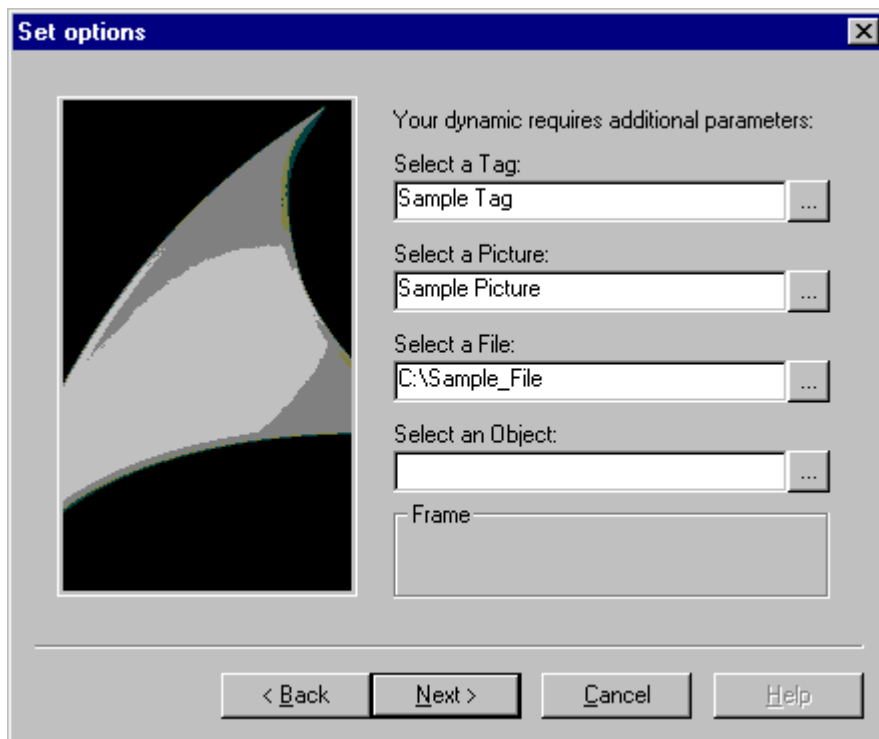 Set options
Your dynamic requires additional parameters:
Select a Tag:
Sample Tag
...
Select a Picture:
Sample Picture
...
Select a File:
C:\Sample_File
...
Select an Object:
...
Frame
< Back Next > Cancel Help